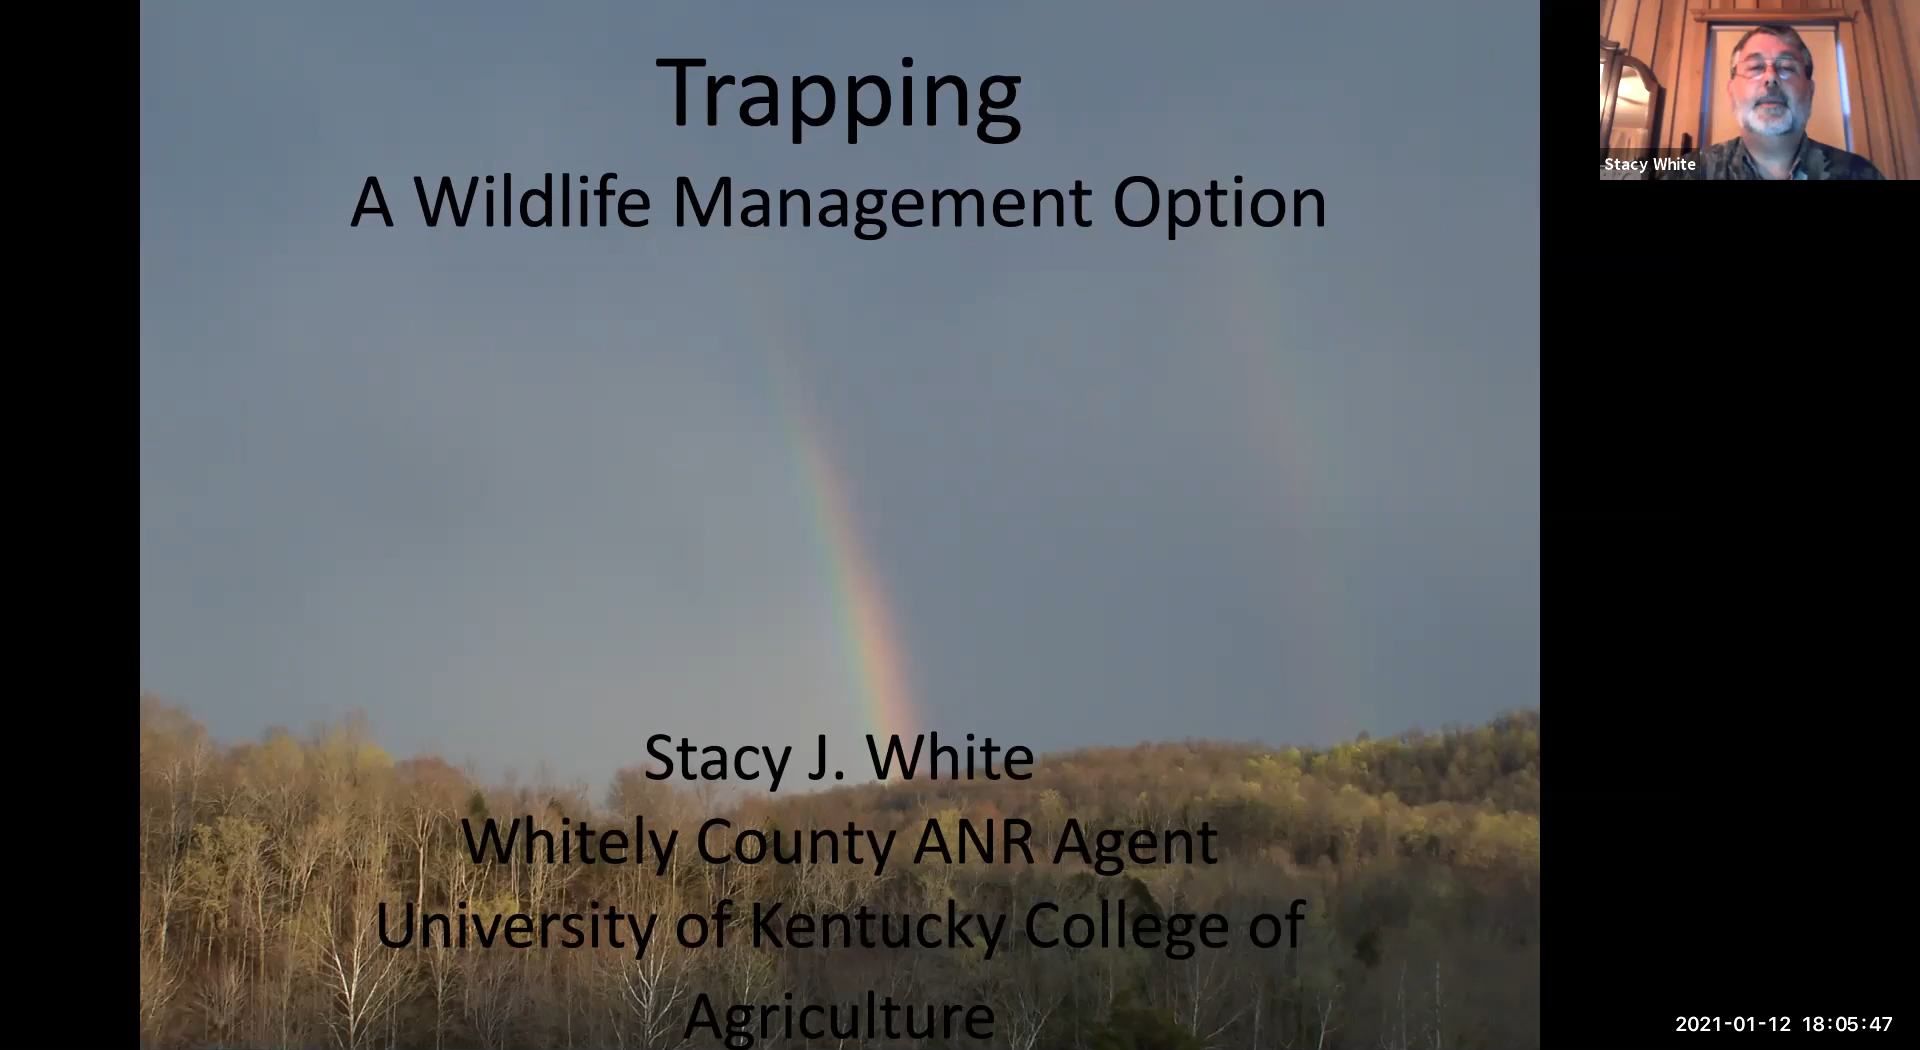 Trapping
A Wildlife Management Option
Stacy White
Stacy J. White
Whitely County ANR Agent
University of Kentucky College of
Agriculture
2021-01-12 18:05:47